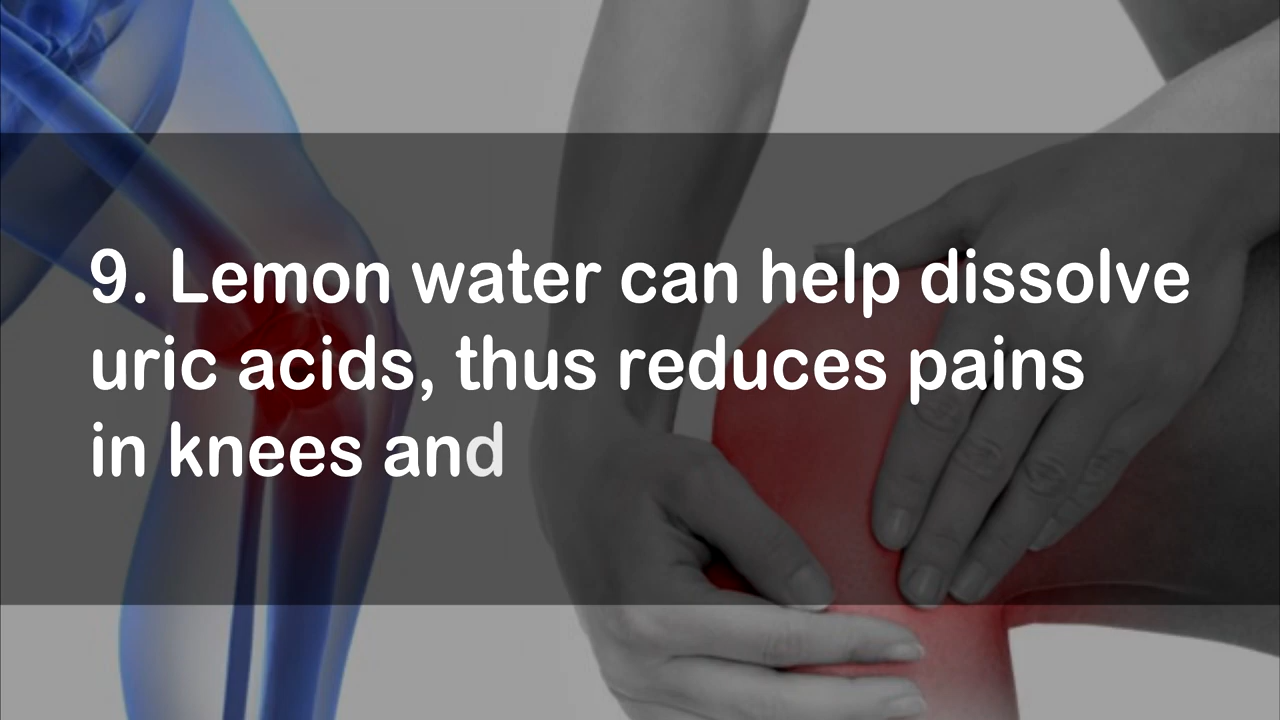 9. Lemon water can help dissolve
uric acids, thus reduces pains
in knees and